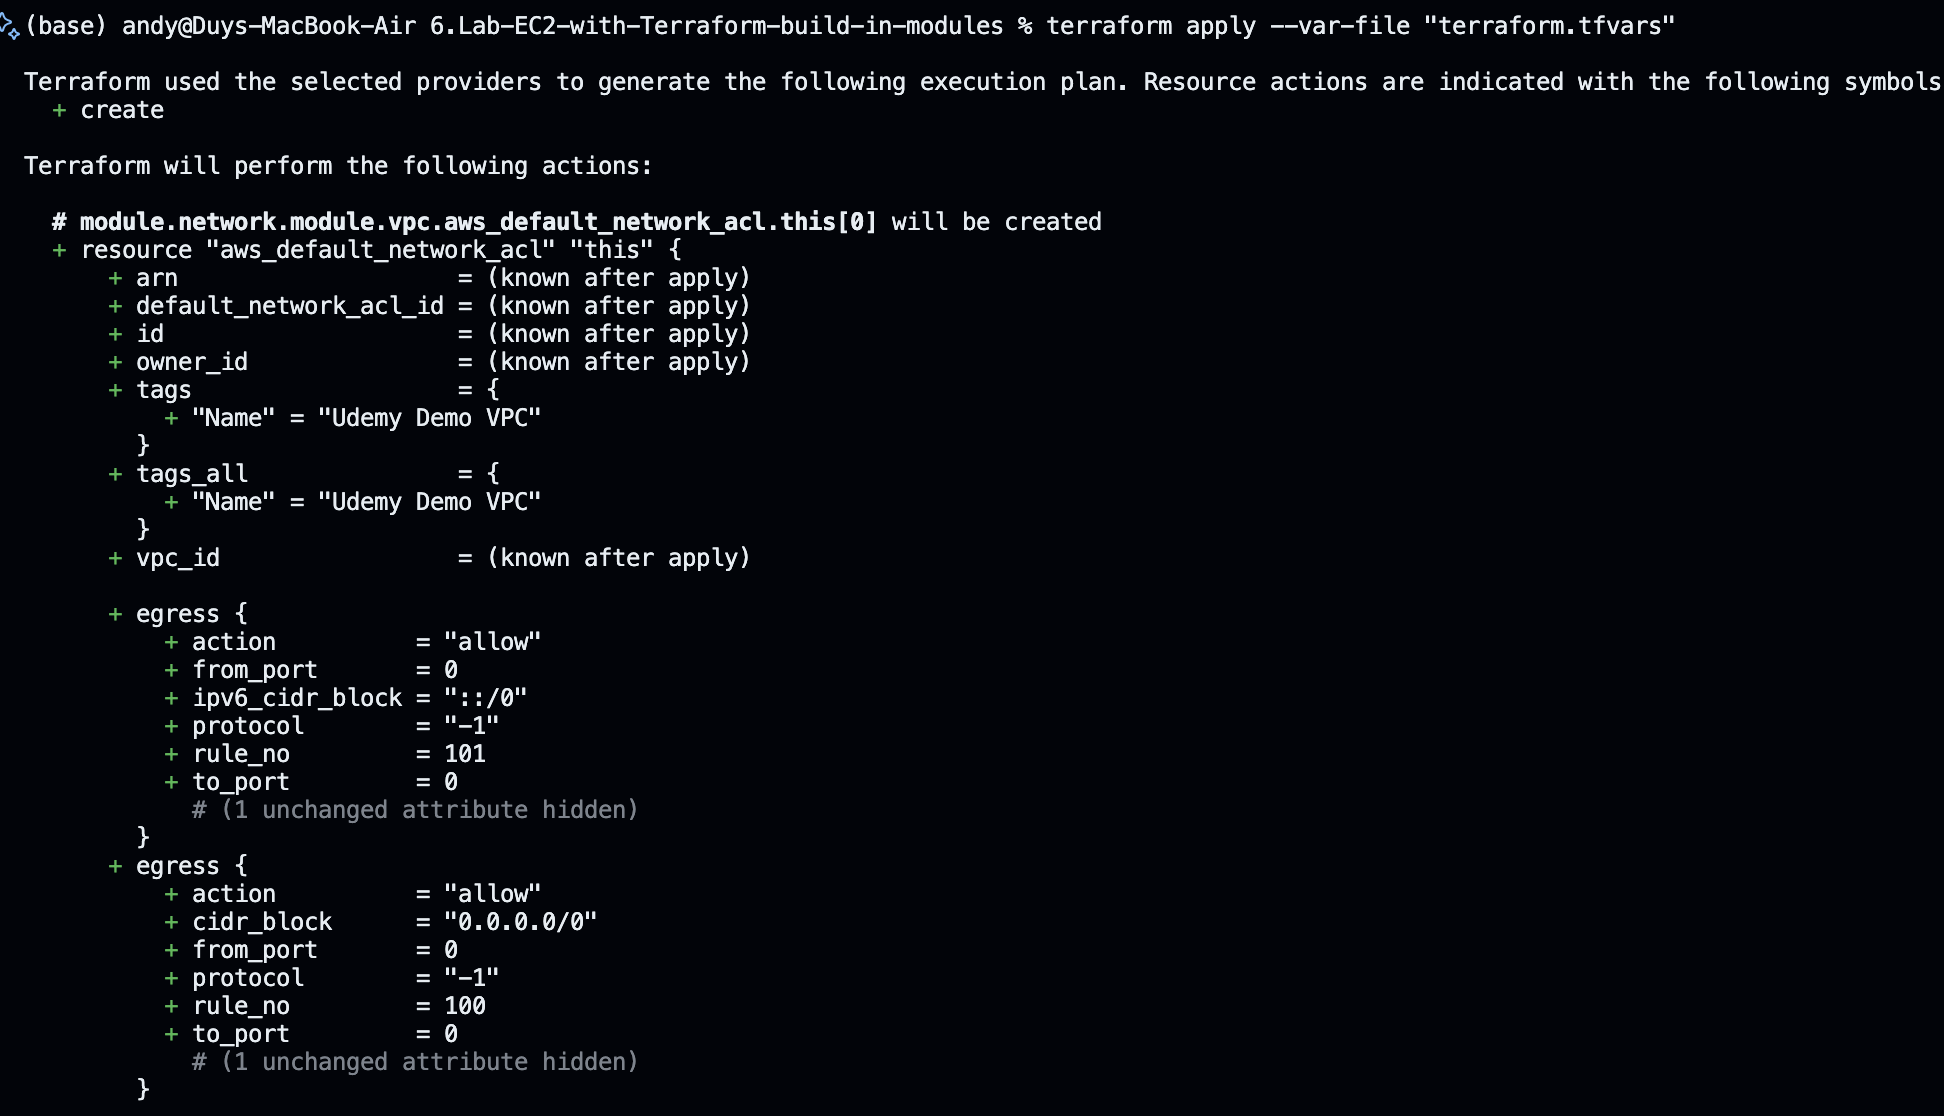 (base) andy@Duys-MacBook-Air 6.Lab-EC2-with-Terraform-build-in-modules % terraform apply --var-file "terraform.tfvars"
Terraform used the selected providers to generate the following execution plan. Resource actions are indicated with the following symbols
+ create
Terraform will perform the following actions:
# module.network.module.vpc.aws_default_network_acl.this[0] will be created
+ resource "aws_default_network_acl" "this" {
+ arn = (known after apply)
+ default_network_acl_id = (known after apply)
+ id = (known after apply)
+ owner_id = (known after apply)
+ tags = {
+ "Name" = "Udemy Demo VPC"
}
+ tags_all = {
+ "Name" = "Udemy Demo VPC"
}
+ vpc_id = (known after apply)
+ egress {
+ action = "allow"
+ from_port = 0
+ ipv6_cidr_block = "::/0"
+ protocol = "-1"
+ rule_no = 101
+ to_port = 0
# (1 unchanged attribute hidden)
}
+ egress {
+ action = "allow"
+ cidr_block = "0.0.0.0/0"
+ from_port = 0
+ protocol = "-1"
+ rule_no = 100
+ to_port = 0
# (1 unchanged attribute hidden)
}